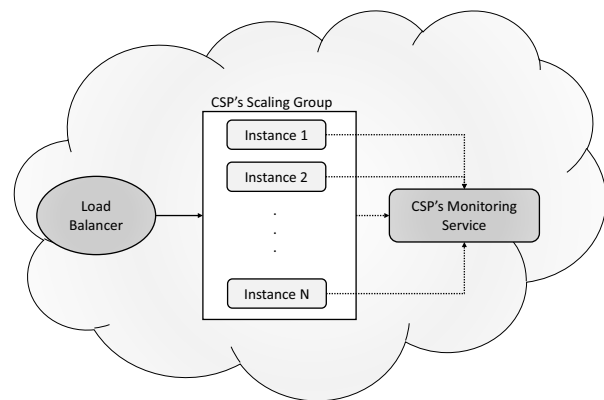 CSP's Scaling Group
Instance 1
Instance 2
.
.
.
Instance N
Load
Balancer
CSP's Monitoring
Service